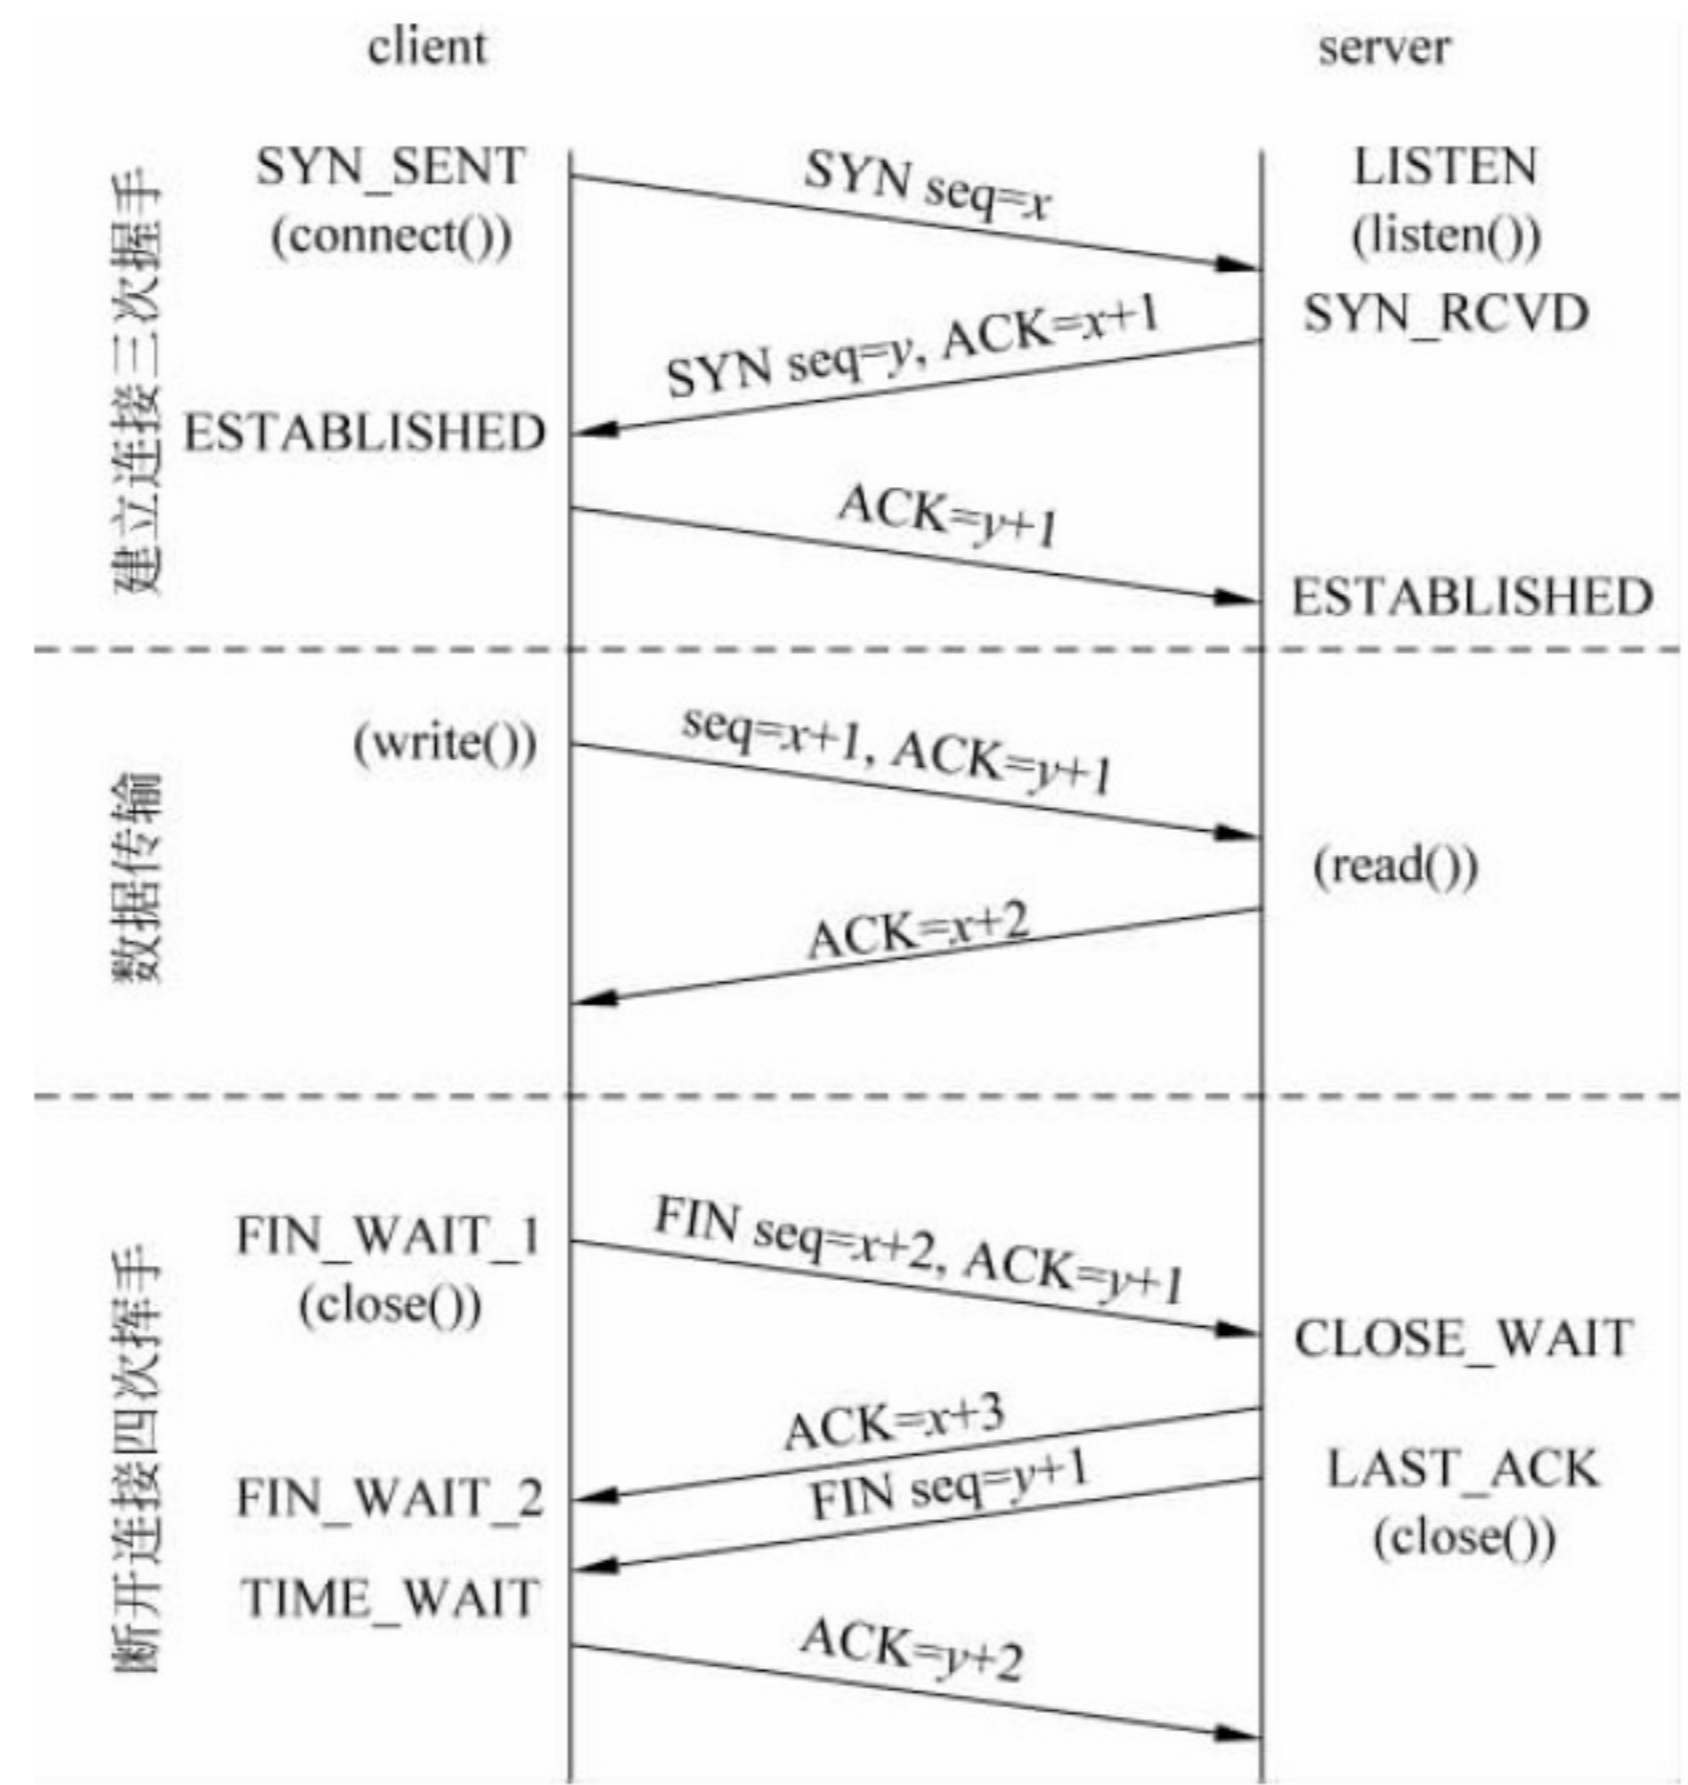 client
server
建立连接三次握手
SYN_SENT
(connect())
SYN seq=x
LISTEN
(listen())
SYN_RCVD
SYN seq=y, ACK=x+1
ESTABLISHED
ACK=y+1
ESTABLISHED
数据传输
(write())
seq=x+1, ACK=y+1
(read())
ACK=x+2
断开连接四次挥手
FIN_WAIT_1
(close())
FIN seq=x+2, ACK=y+1
CLOSE_WAIT
ACK=x+3
FIN_WAIT_2
FIN seq=y+1
LAST_ACK
(close())
TIME_WAIT
ACK=y+2